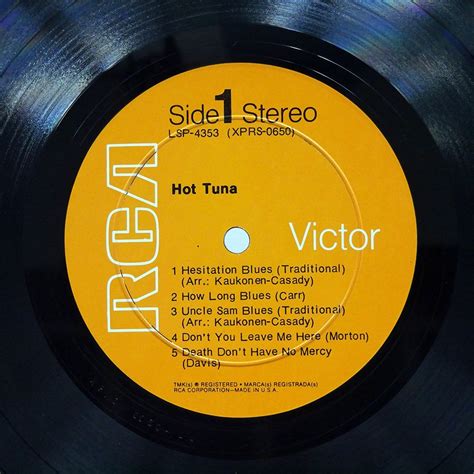 Side 1 Stereo
LSP-4353 (XPRS-0650)
Hot Tuna
RCA
Victor
1 Hesitation Blues (Traditional)
(Arr.: Kaukonen-Casady)
2 How Long Blues (Carr)
3 Uncle Sam Blues (Traditional)
(Arr.: Kaukonen-Casady)
4 Don't You Leave Me Here (Morton)
5 Death Don't Have No Mercy
(Davis)
TMK(s) ® REGISTERED • MARCA(s) REGISTRADA(s)
RCA CORPORATION—MADE IN U.S.A.